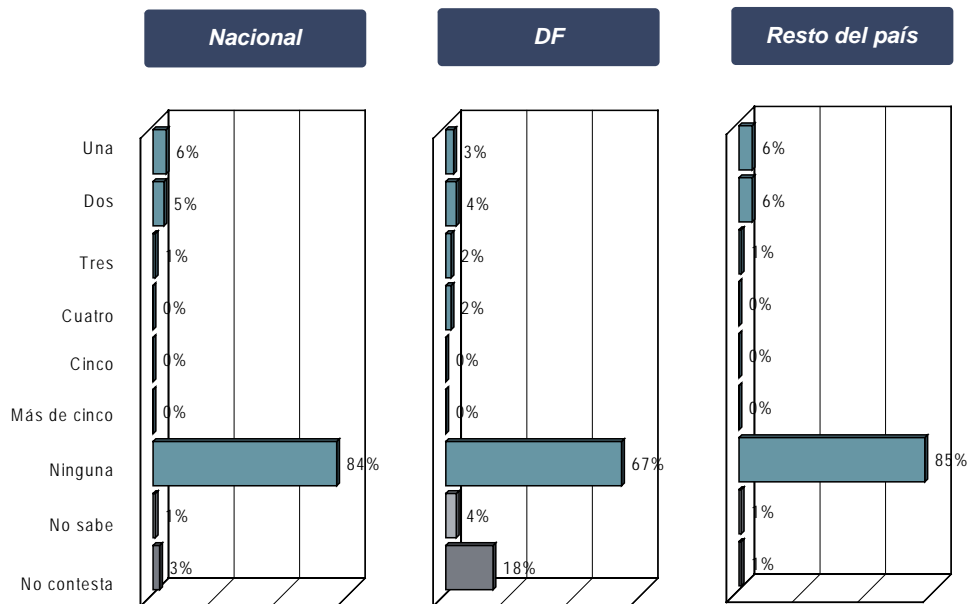 Nacional DF Resto del país
Una 6% 3% 6%
Dos 5% 4% 6%
Tres 1% 2% 1%
Cuatro 0% 2% 0%
Cinco 0% 0% 0%
Más de cinco 0% 0% 0%
Ninguna 84% 67% 85%
No sabe 1% 4% 1%
No contesta 3% 18% 1%